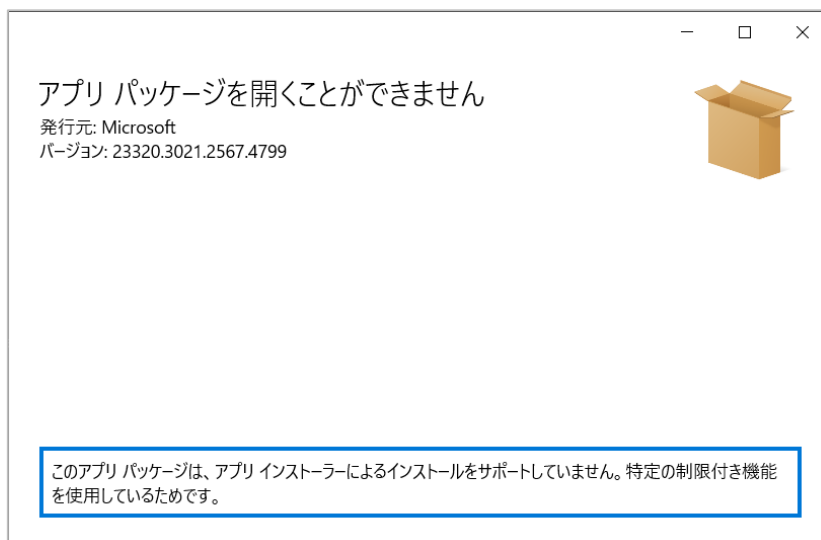 アプリ パッケージを開くことができません
発行元: Microsoft
バージョン: 23320.3021.2567.4799
このアプリ パッケージは、アプリ インストーラーによるインストールをサポートしていません。特定の制限付き機能
を使用しているためです。